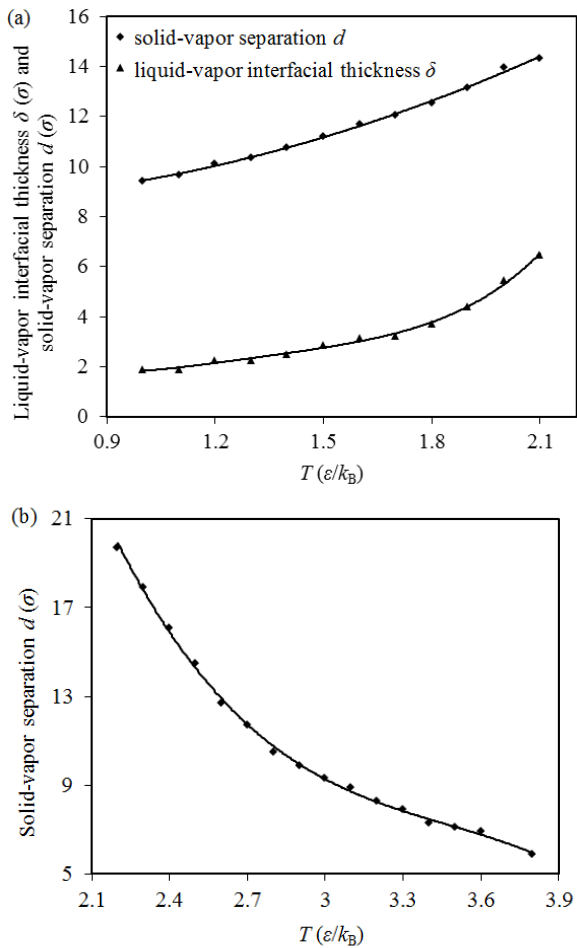 (a)
16
14
12
10
8
6
4
2
0
solid-vapor separation d
liquid-vapor interfacial thickness δ
Liquid-vapor interfacial thickness δ (σ) and
solid-vapor separation d (σ)
0.9
1.2
1.5
1.8
2.1
T (ε/kB)
(b)
21
17
13
9
5
Solid-vapor separation d (σ)
2.1
2.4
2.7
3
3.3
3.6
3.9
T (ε/kB)